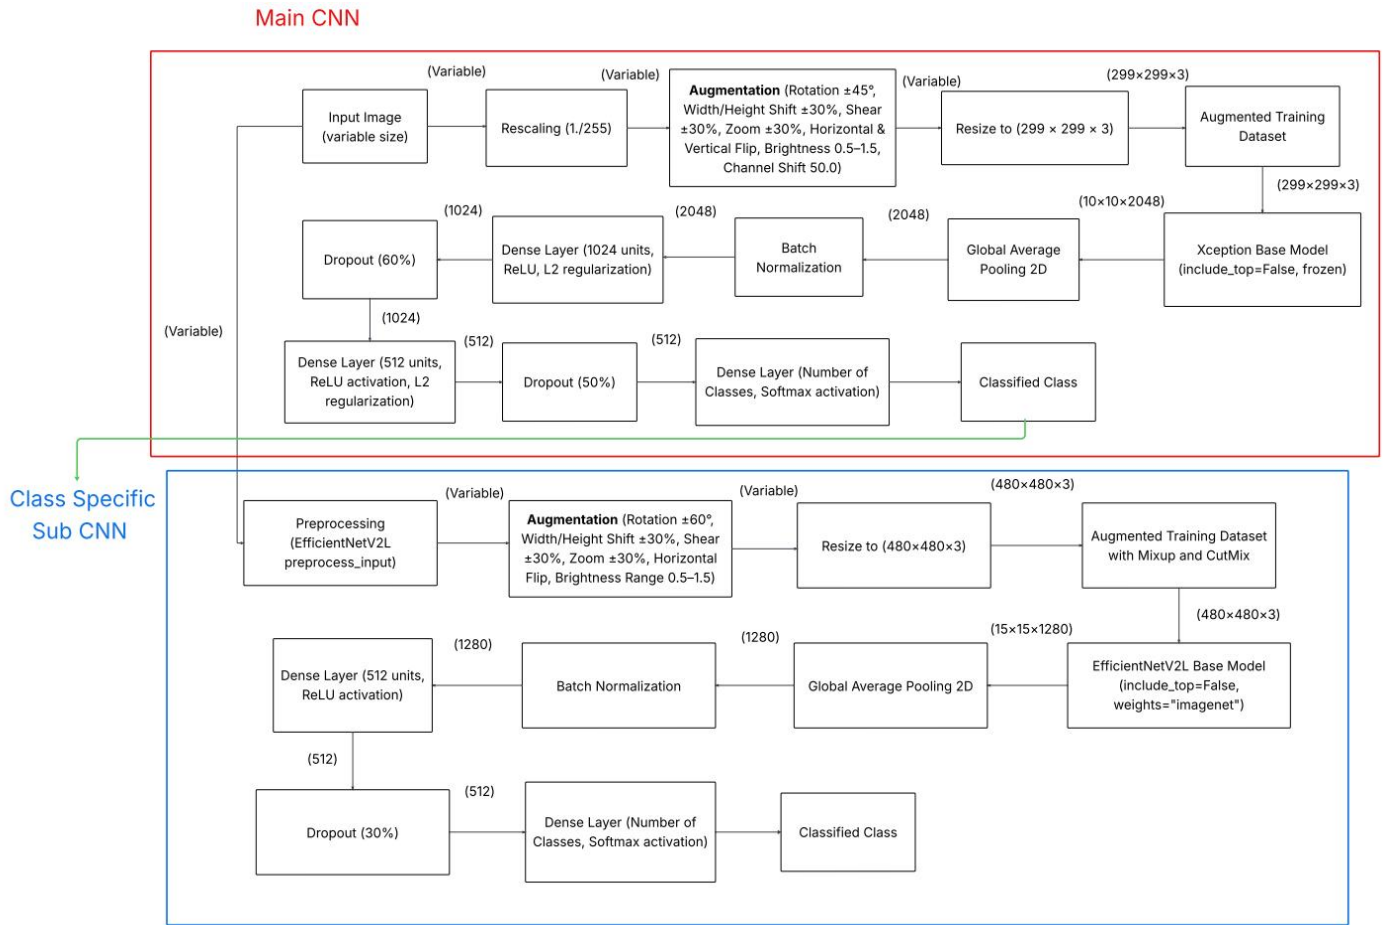 Main CNN
(Variable)
(Variable)
(Variable)
(299×299×3)
Input Image
(variable size)
Rescaling (1./255)
Augmentation (Rotation ±45°,
Width/Height Shift ±30%, Shear
±30%, Zoom ±30%, Horizontal &
Vertical Flip, Brightness 0.5–1.5,
Channel Shift 50.0)
Resize to (299 × 299 × 3)
Augmented Training
Dataset
(299×299×3)
(1024)
(2048)
(2048)
(10×10×2048)
Dropout (60%)
Dense Layer (1024 units,
ReLU, L2 regularization)
Batch
Normalization
Global Average
Pooling 2D
Xception Base Model
(include_top=False, frozen)
(Variable)
(1024)
(512)
(512)
Dense Layer (512 units,
ReLU activation, L2
regularization)
Dropout (50%)
Dense Layer (Number of
Classes, Softmax activation)
Classified Class
Class Specific
Sub CNN
(Variable)
(Variable)
(480×480×3)
Preprocessing
(EfficientNetV2L
preprocess_input)
Augmentation (Rotation ±60°,
Width/Height Shift ±30%, Shear
±30%, Zoom ±30%, Horizontal
Flip, Brightness Range 0.5–1.5)
Resize to (480×480×3)
Augmented Training Dataset
with Mixup and CutMix
(480×480×3)
(1280)
(1280)
(15×15×1280)
Dense Layer (512 units,
ReLU activation)
Batch Normalization
Global Average Pooling 2D
EfficientNetV2L Base Model
(include_top=False,
weights="imagenet")
(512)
(512)
Dropout (30%)
Dense Layer (Number of
Classes, Softmax activation)
Classified Class